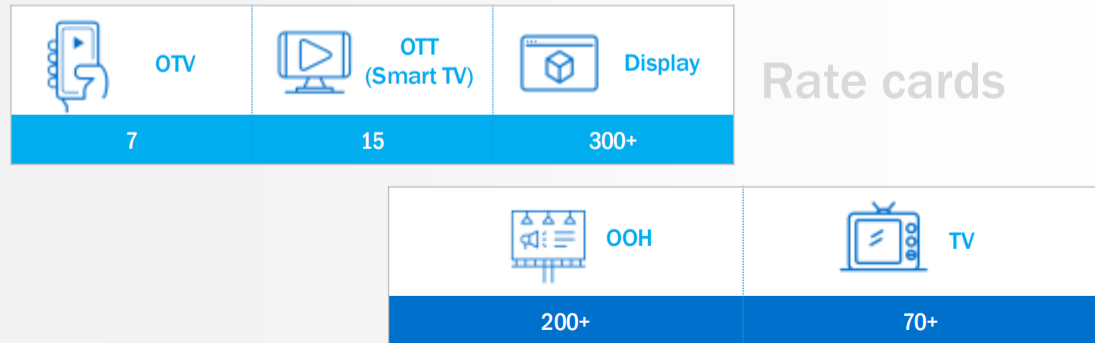 OTV
OTT
(Smart TV)
Display
Rate cards
7
15
300+
OOH
TV
200+
70+